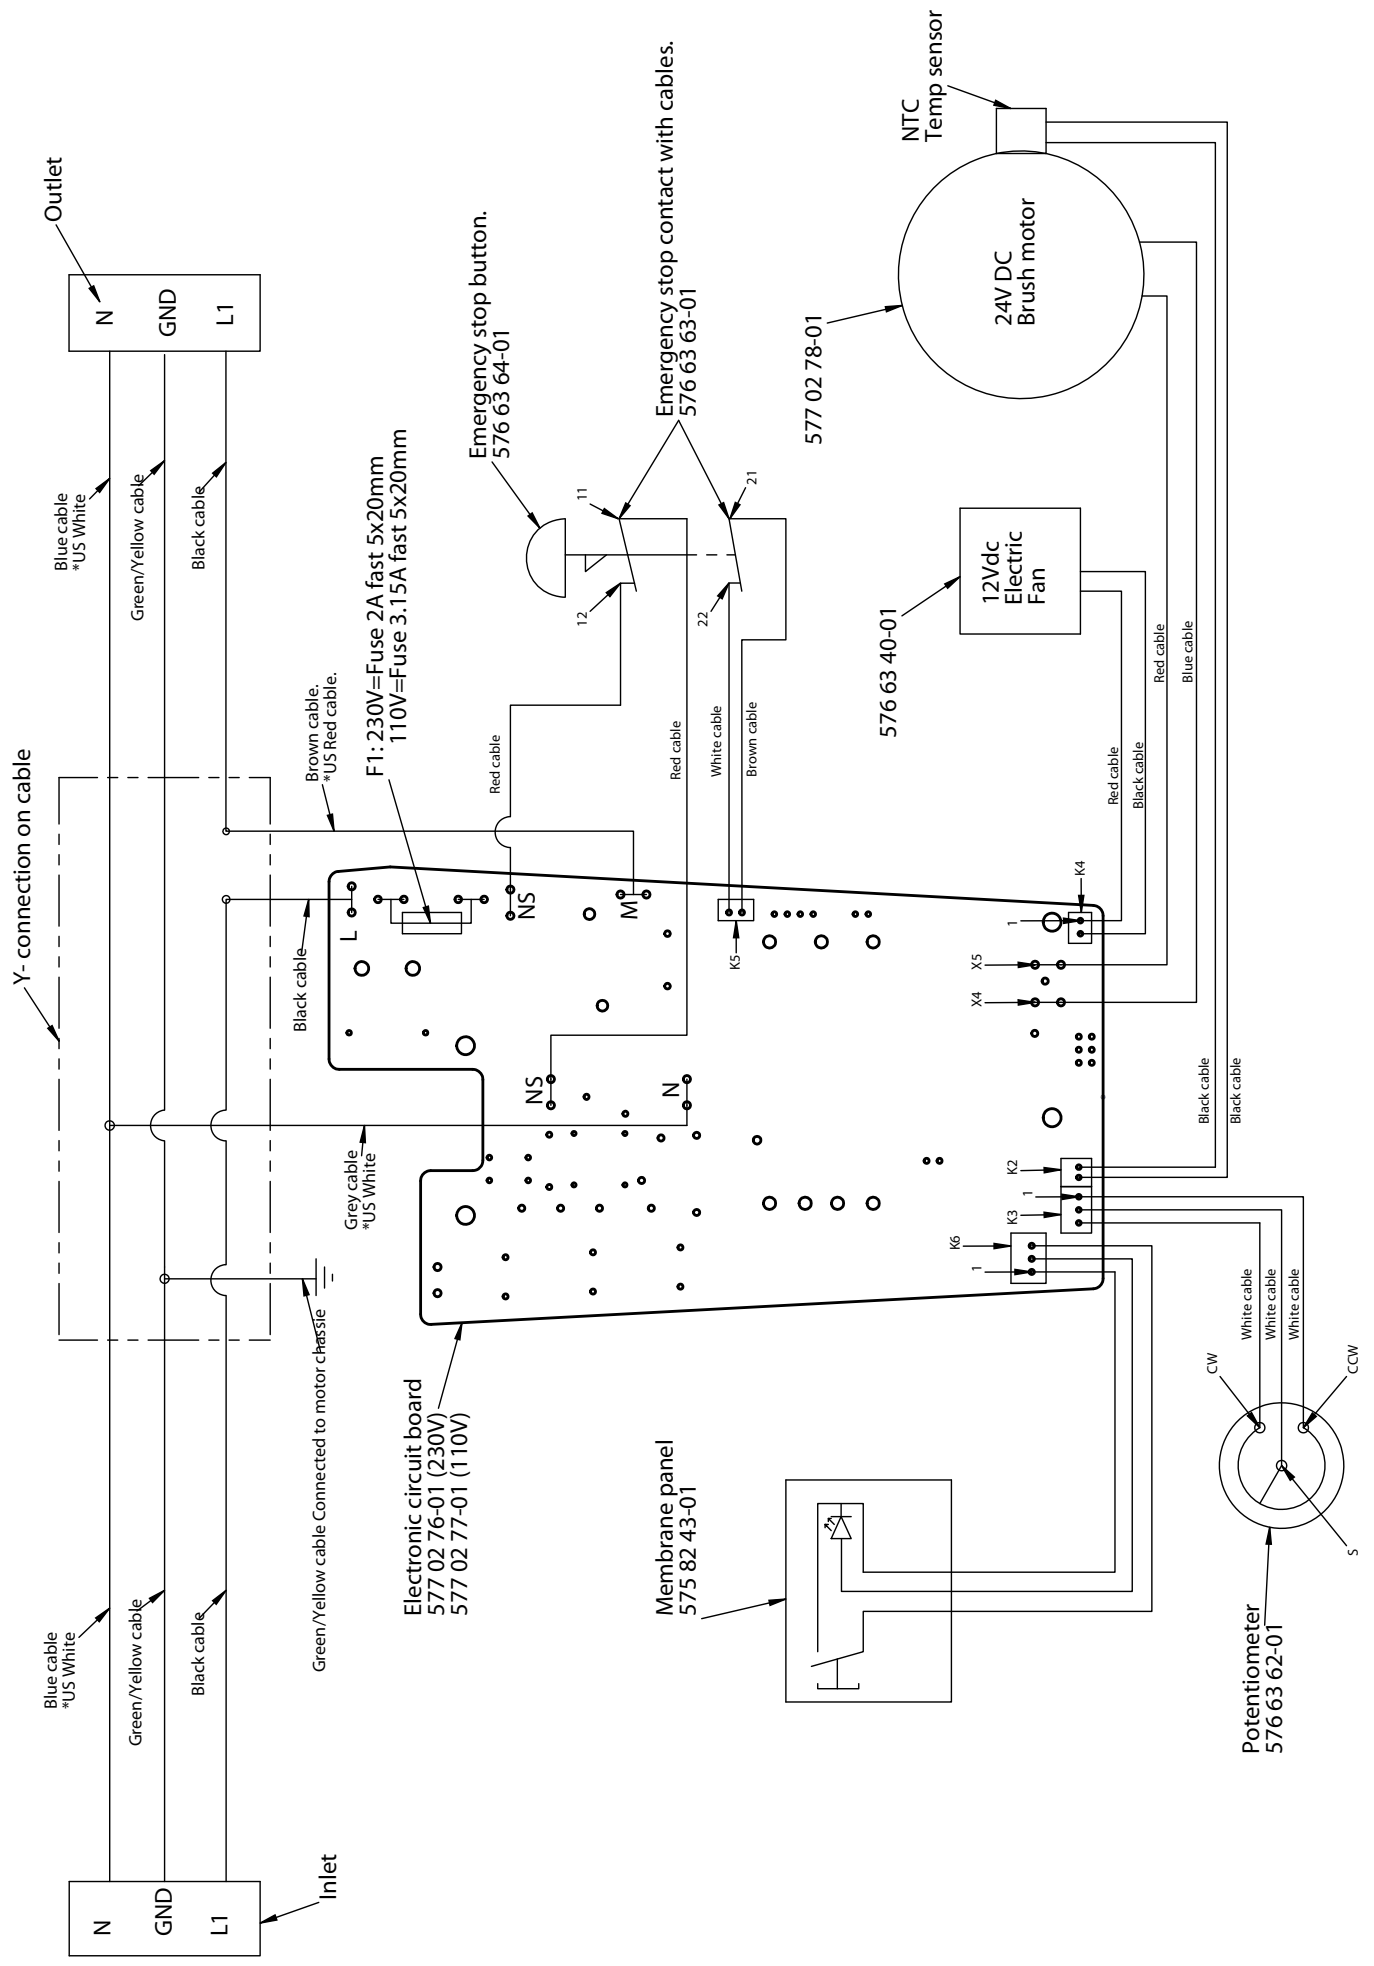 Inlet
N
GND
L1
Blue cable
*US White
Green/Yellow cable
Black cable
Y- connection on cable
Blue cable
*US White
Green/Yellow cable
Black cable
Outlet
N
GND
L1
Green/Yellow cable Connected to motor chassie
Grey cable
*US White
Black cable
Brown cable.
*US Red cable.
F1: 230V=Fuse 2A fast 5x20mm
110V=Fuse 3.15A fast 5x20mm
Electronic circuit board
577 02 76-01 (230V)
577 02 77-01 (110V)
L
NS
M
NS
N
Red cable
Red cable
Emergency stop button.
576 63 64-01
12
11
Emergency stop contact with cables.
576 63 63-01
22
21
White cable
Brown cable
K5
Membrane panel
575 82 43-01
577 02 78-01
576 63 40-01
12Vdc
Electric
Fan
24V DC
Brush motor
NTC
Temp sensor
K6
1
K3
1
K2
X4
X5
1
K4
Red cable
Black cable
Red cable
Blue cable
Black cable
Black cable
White cable
White cable
White cable
CW
CCW
S
Potentiometer
576 63 62-01